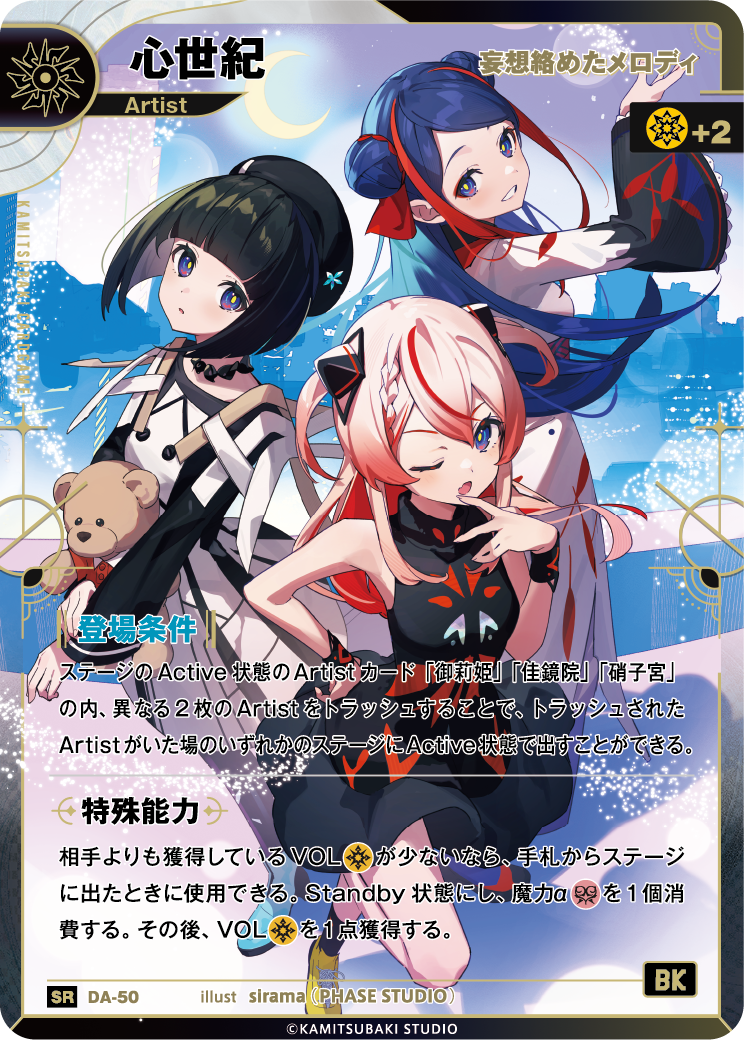 心世紀
妄想絡めたメロディ
Artist
+2
KAMITSUBAKI CARD GAME
登場条件
ステージのActive状態のArtistカード「御莉姫」「佳鏡院」「硝子宮」
の内、異なる2枚のArtistをトラッシュすることで、トラッシュされた
Artistがいた場のいずれかのステージにActive状態で出すことができる。
特殊能力
相手よりも獲得しているVOLが少ないなら、手札からステージ
に出たときに使用できる。Standby状態にし、魔力αを1個消
費する。その後、VOLを1点獲得する。
BK
SR DA-50 illust sirama（PHASE STUDIO）
©KAMITSUBAKI STUDIO